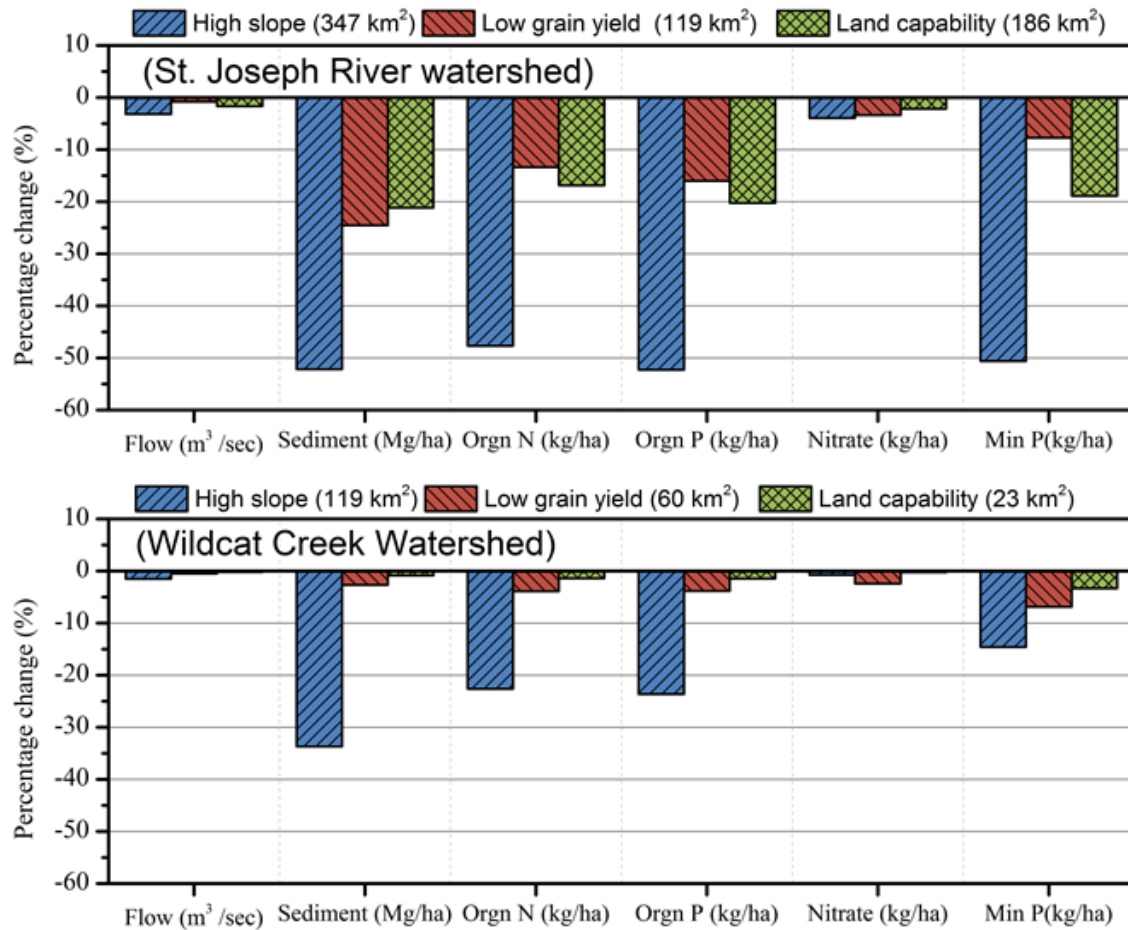 High slope (347 km²) Low grain yield (119 km²) Land capability (186 km²)
(St. Joseph River watershed)
Percentage change (%)
10
0
-10
-20
-30
-40
-50
-60
Flow (m³ /sec) Sediment (Mg/ha) Orgn N (kg/ha) Orgn P (kg/ha) Nitrate (kg/ha) Min P(kg/ha)
High slope (119 km²) Low grain yield (60 km²) Land capability (23 km²)
(Wildcat Creek Watershed)
Percentage change (%)
10
0
-10
-20
-30
-40
-50
-60
Flow (m³ /sec) Sediment (Mg/ha) Orgn N (kg/ha) Orgn P (kg/ha) Nitrate (kg/ha) Min P(kg/ha)